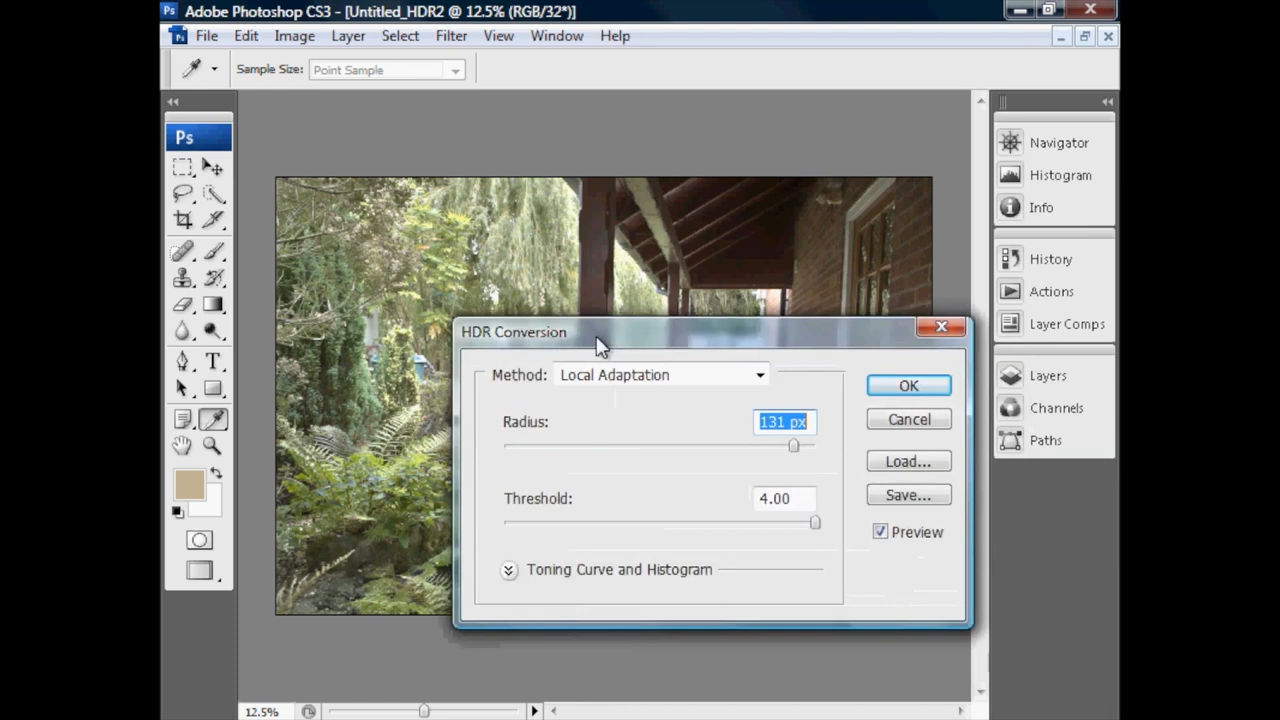 Ps Adobe Photoshop CS3 - [Untitled_HDR2 @ 12.5% (RGB/32*)]
Ps File Edit Image Layer Select Filter View Window Help
Sample Size: Point Sample
Ps
T
Navigator
Histogram
Info
History
Actions
Layer Comps
Layers
Channels
Paths
HDR Conversion
Method: Local Adaptation
Radius: 131 px
Threshold: 4.00
Toning Curve and Histogram
OK
Cancel
Load...
Save...
Preview
12.5%